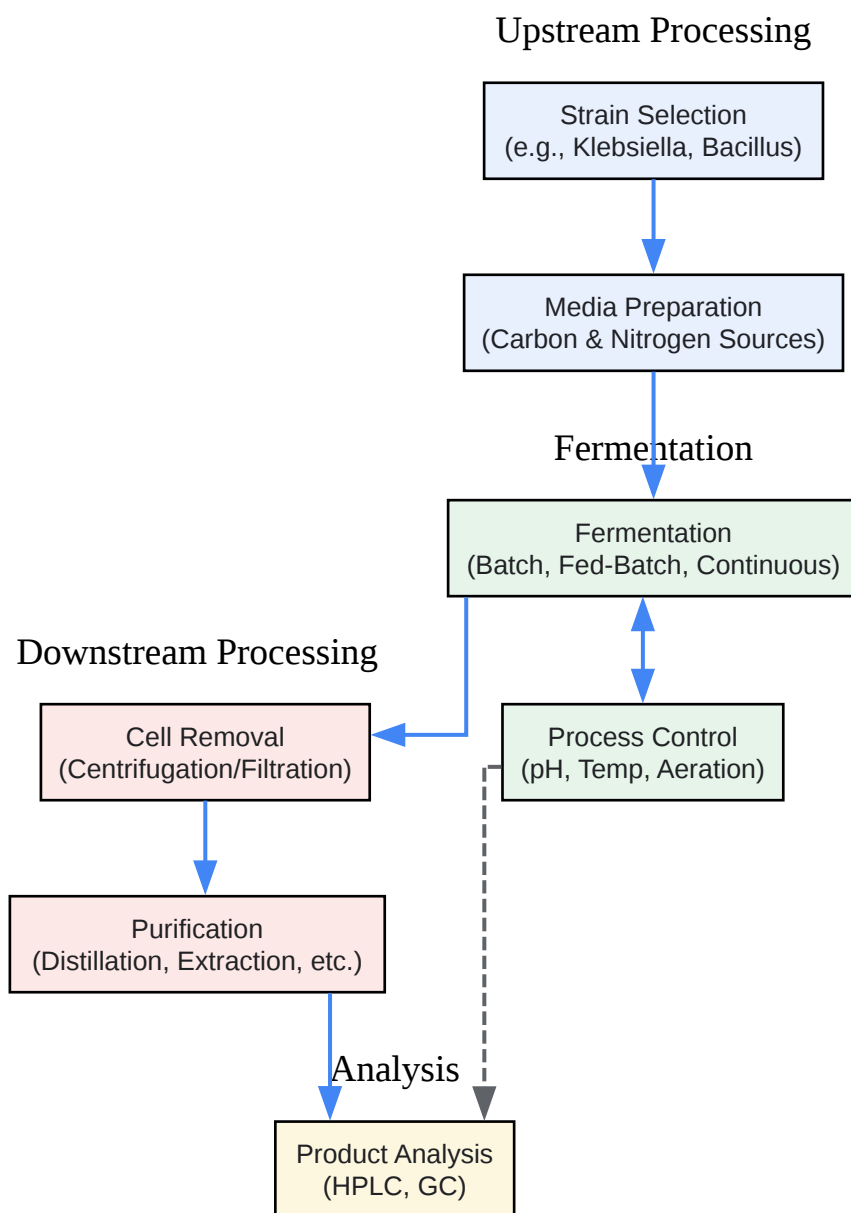 Upstream Processing
Strain Selection
(e.g., Klebsiella, Bacillus)
Media Preparation
(Carbon & Nitrogen Sources)
Fermentation
Fermentation
(Batch, Fed-Batch, Continuous)
Downstream Processing
Cell Removal
(Centrifugation/Filtration)
Process Control
(pH, Temp, Aeration)
Purification
(Distillation, Extraction, etc.)
Analysis
Product Analysis
(HPLC, GC)